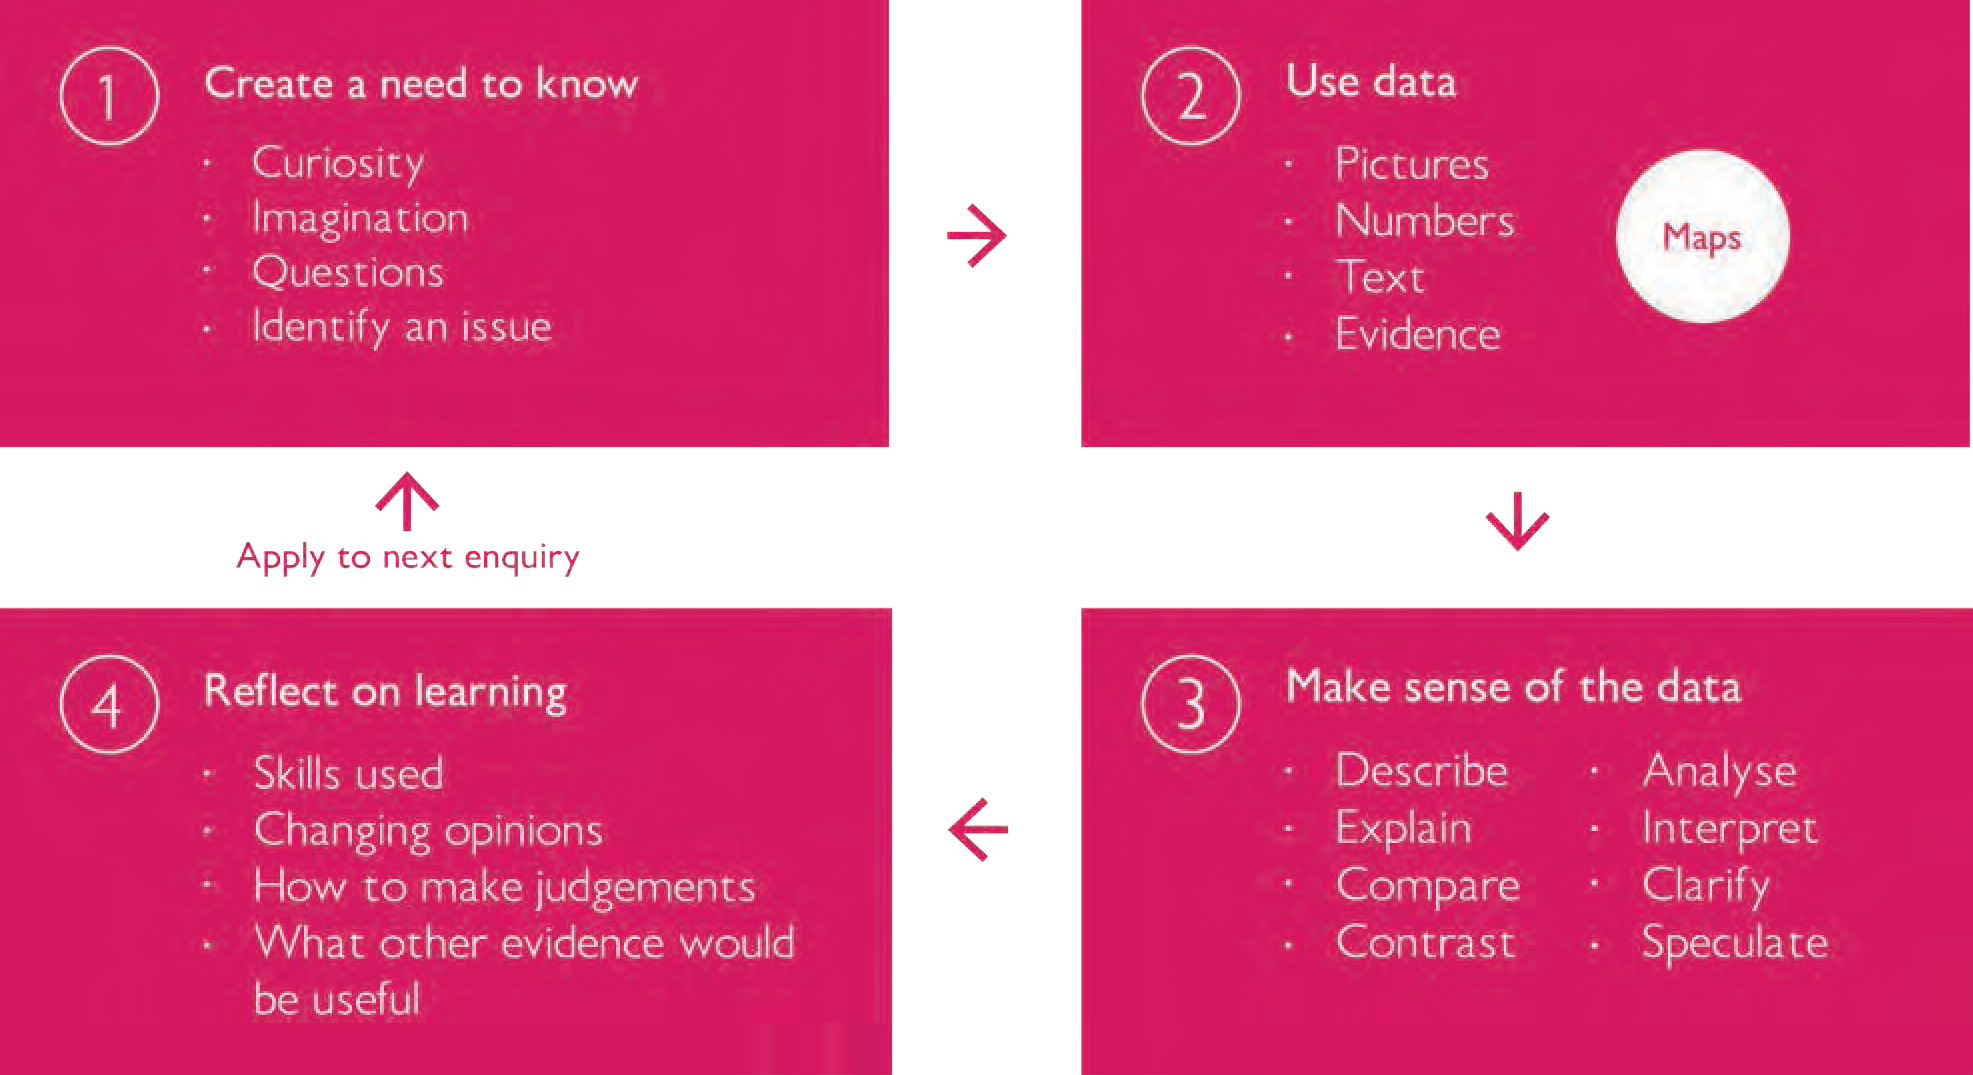 1
Create a need to know
· Curiosity
· Imagination
· Questions
· Identify an issue
2
Use data
· Pictures
· Numbers
· Text
· Evidence
Maps
3
Make sense of the data
· Describe
· Explain
· Compare
· Contrast
· Analyse
· Interpret
· Clarify
· Speculate
4
Reflect on learning
· Skills used
· Changing opinions
· How to make judgements
· What other evidence would
be useful
Apply to next enquiry